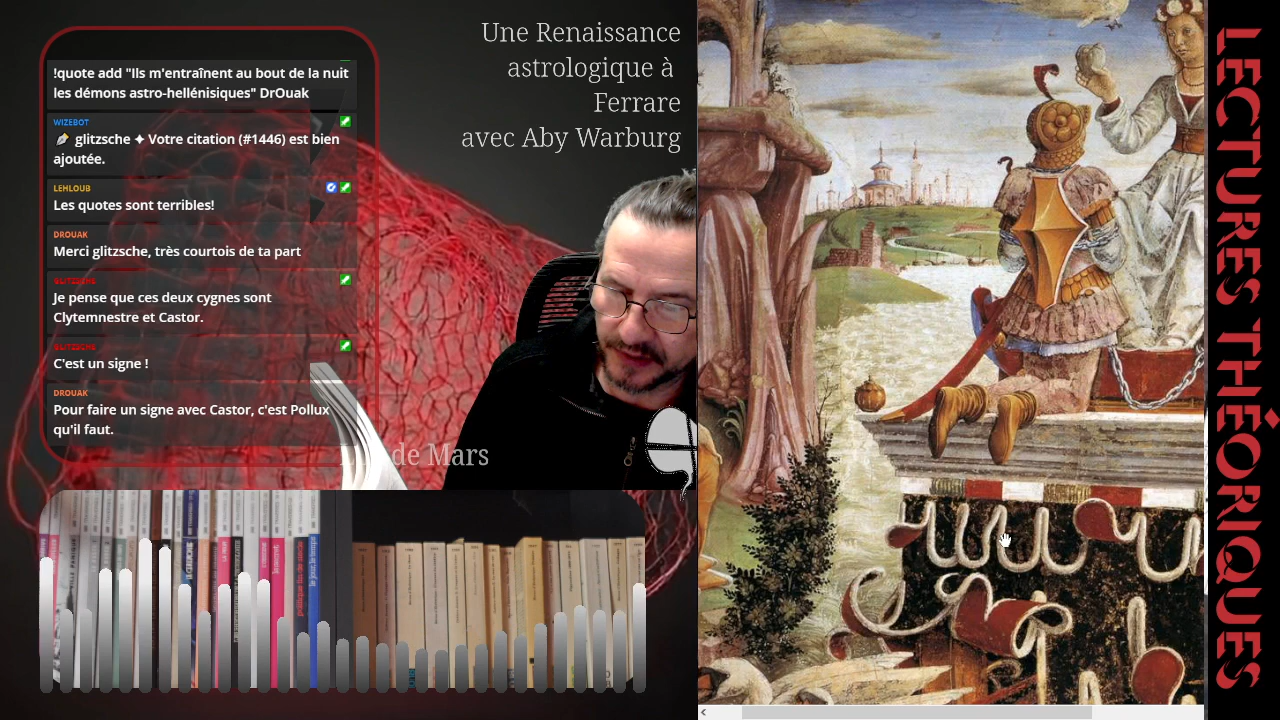 Une Renaissance
astrologique à
Ferrare
avec Aby Warburg
!quote add "Ils m'entraînent au bout de la nuit
les démons astro-hellénisiques" DrOuak
WIZEBOT
glitzsche ✦ Votre citation (#1446) est bien
ajoutée.
LEHLOUB
Les quotes sont terribles!
DROUAK
Merci glitzsche, très courtois de ta part
GLITZSCHE
Je pense que ces deux cygnes sont
Clytemnestre et Castor.
GLITZSCHE
C'est un signe !
DROUAK
Pour faire un signe avec Castor, c'est Pollux
qu'il faut.
de Mars
LECTURES THÉORIQUES